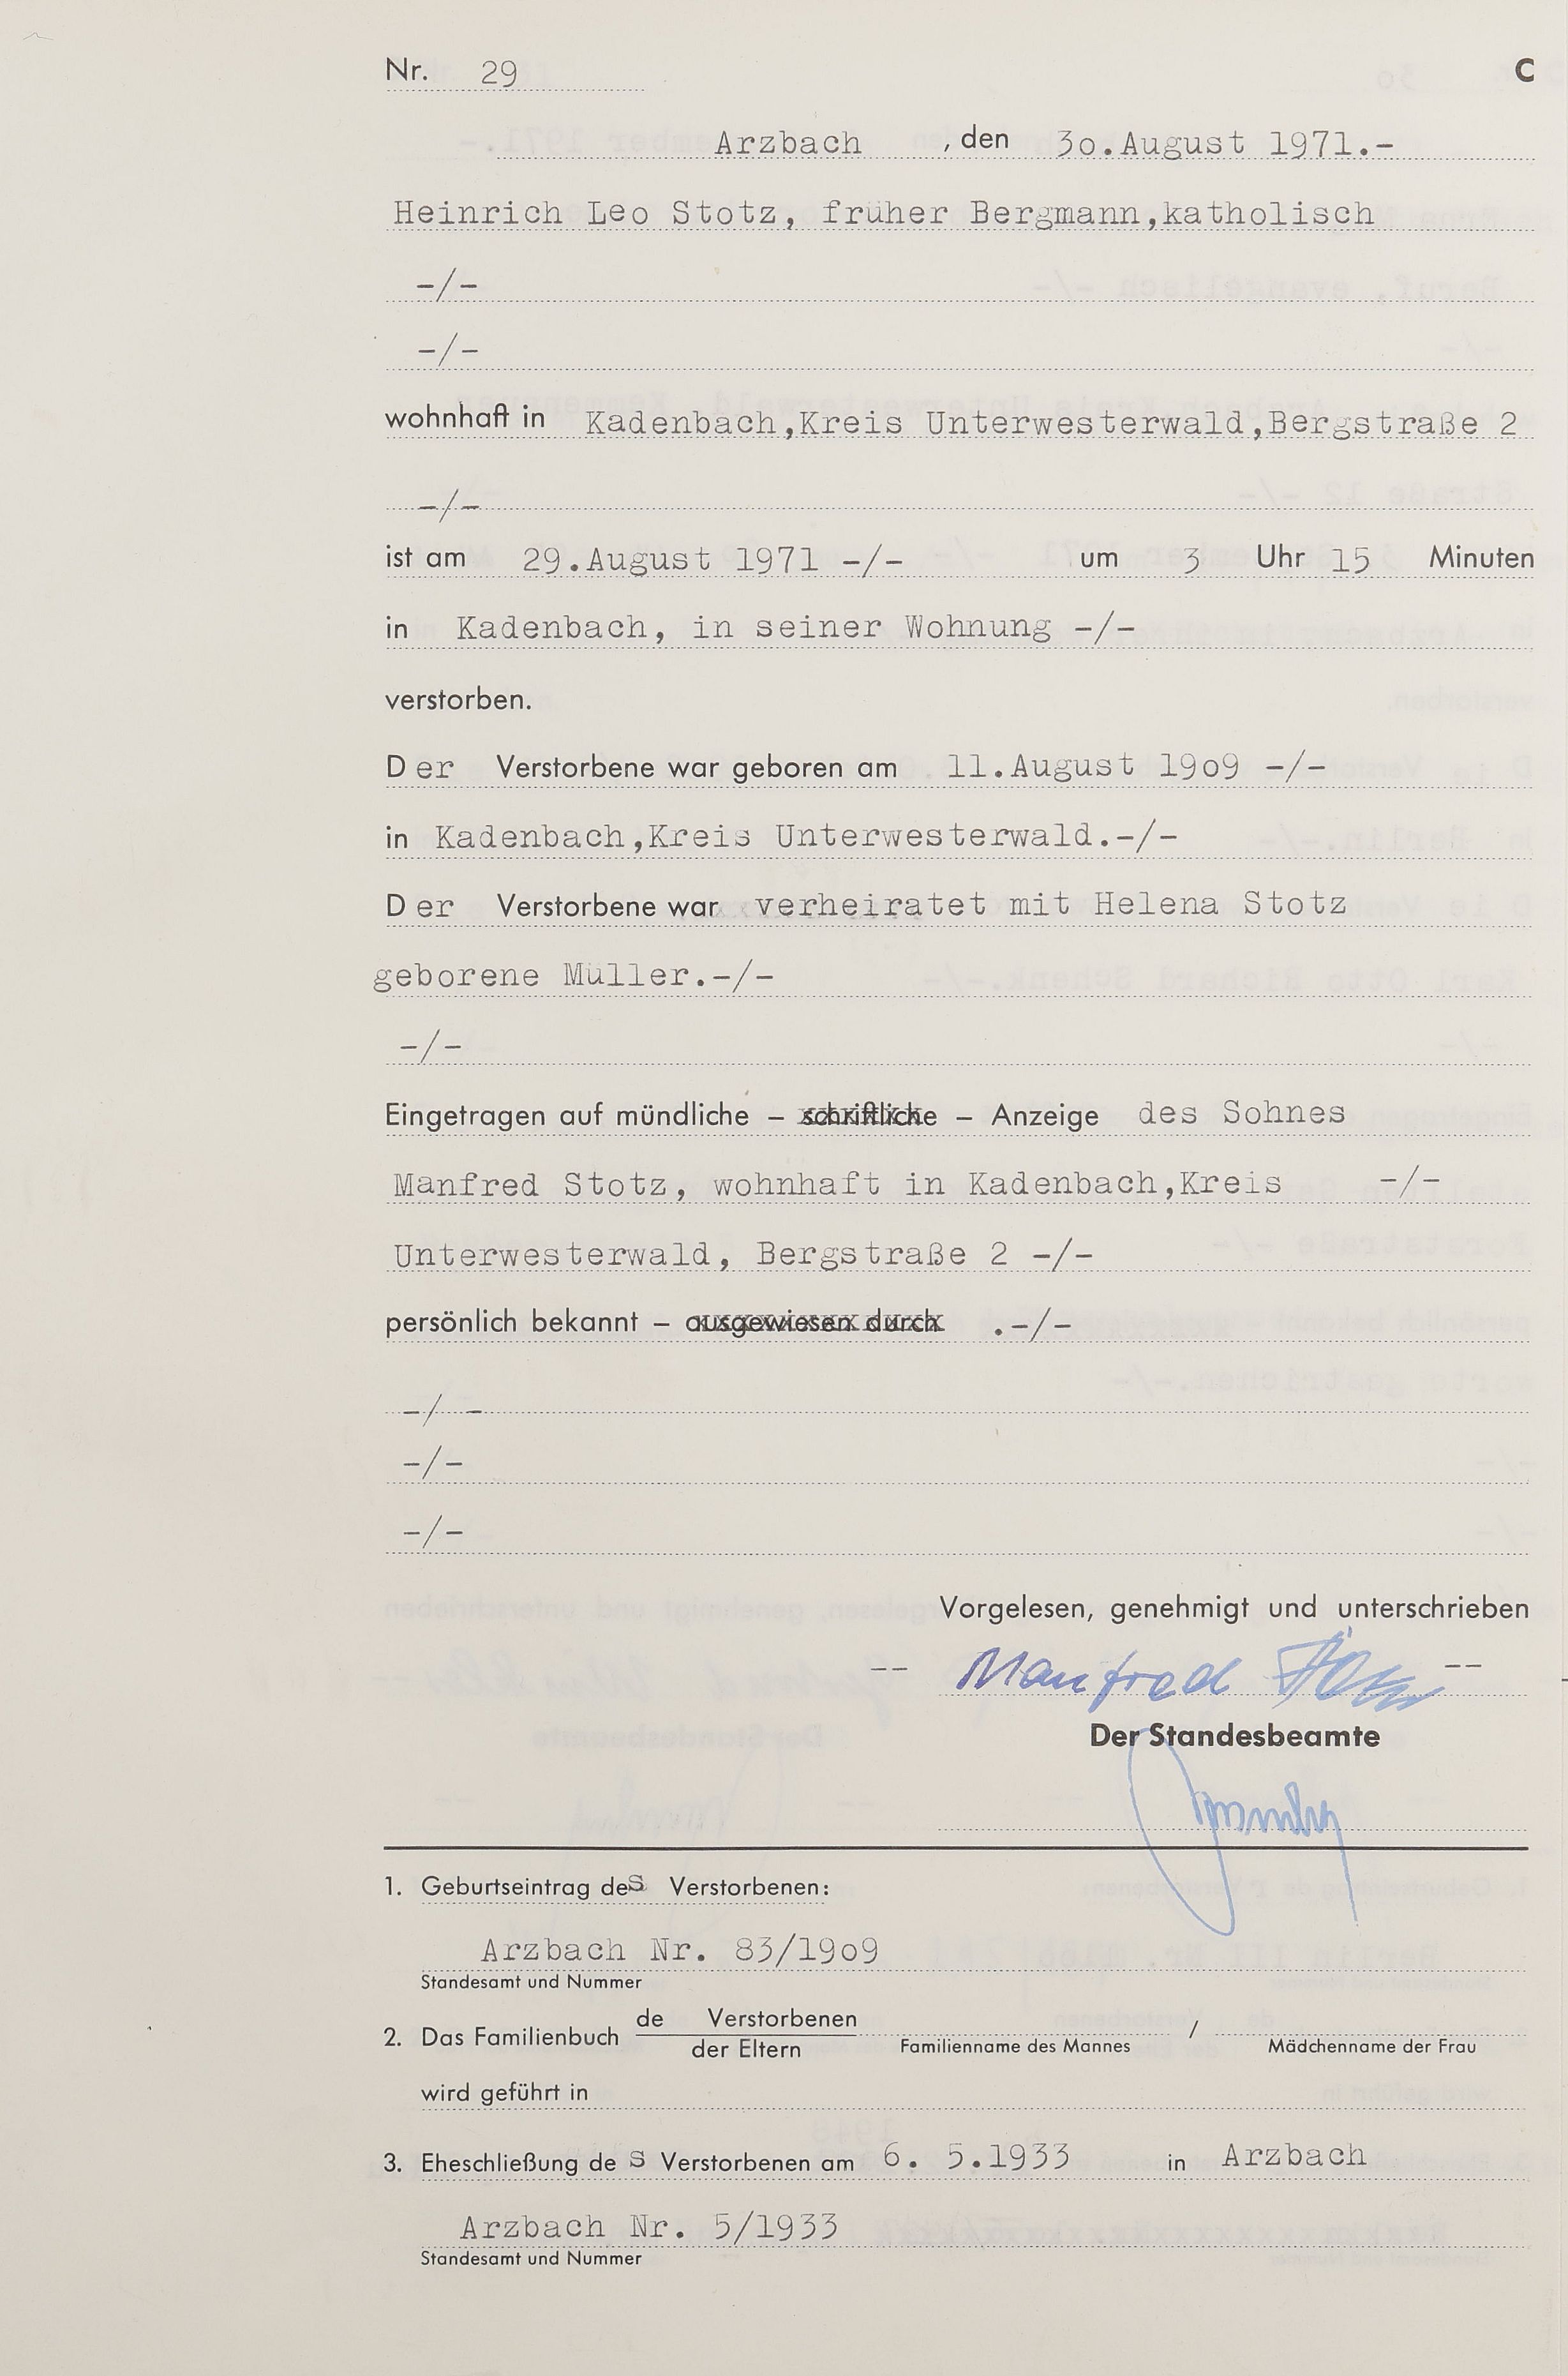 Nr. 29 C
Arzbach , den 3o.August 1971.-
Heinrich Leo Stotz, früher Bergmann,katholisch
-/-
-/-
wohnhaft in Kadenbach,Kreis Unterwesterwald,Bergstraße 2
-/-
ist am 29.August 1971 -/- um 3 Uhr 15 Minuten
in Kadenbach, in seiner Wohnung -/-
verstorben.
Der Verstorbene war geboren am 11.August 19o9 -/-
in Kadenbach,Kreis Unterwesterwald.-/-
Der Verstorbene war verheiratet mit Helena Stotz
geborene Müller.-/-
-/-
Eingetragen auf mündliche – schriftliche – Anzeige des Sohnes
Manfred Stotz, wohnhaft in Kadenbach,Kreis -/-
Unterwesterwald, Bergstraße 2 -/-
persönlich bekannt – ausgewiesen durch .-/-
-/-
-/-
-/-
Vorgelesen, genehmigt und unterschrieben
-- Manfred Stotz --
Der Standesbeamte
1. Geburtseintrag des Verstorbenen:
Arzbach Nr. 83/19o9
Standesamt und Nummer
2. Das Familienbuch de Verstorbenen /
der Eltern Familienname des Mannes Mädchenname der Frau
wird geführt in
3. Eheschließung des Verstorbenen am 6. 5.1933 in Arzbach
Arzbach Nr. 5/1933
Standesamt und Nummer